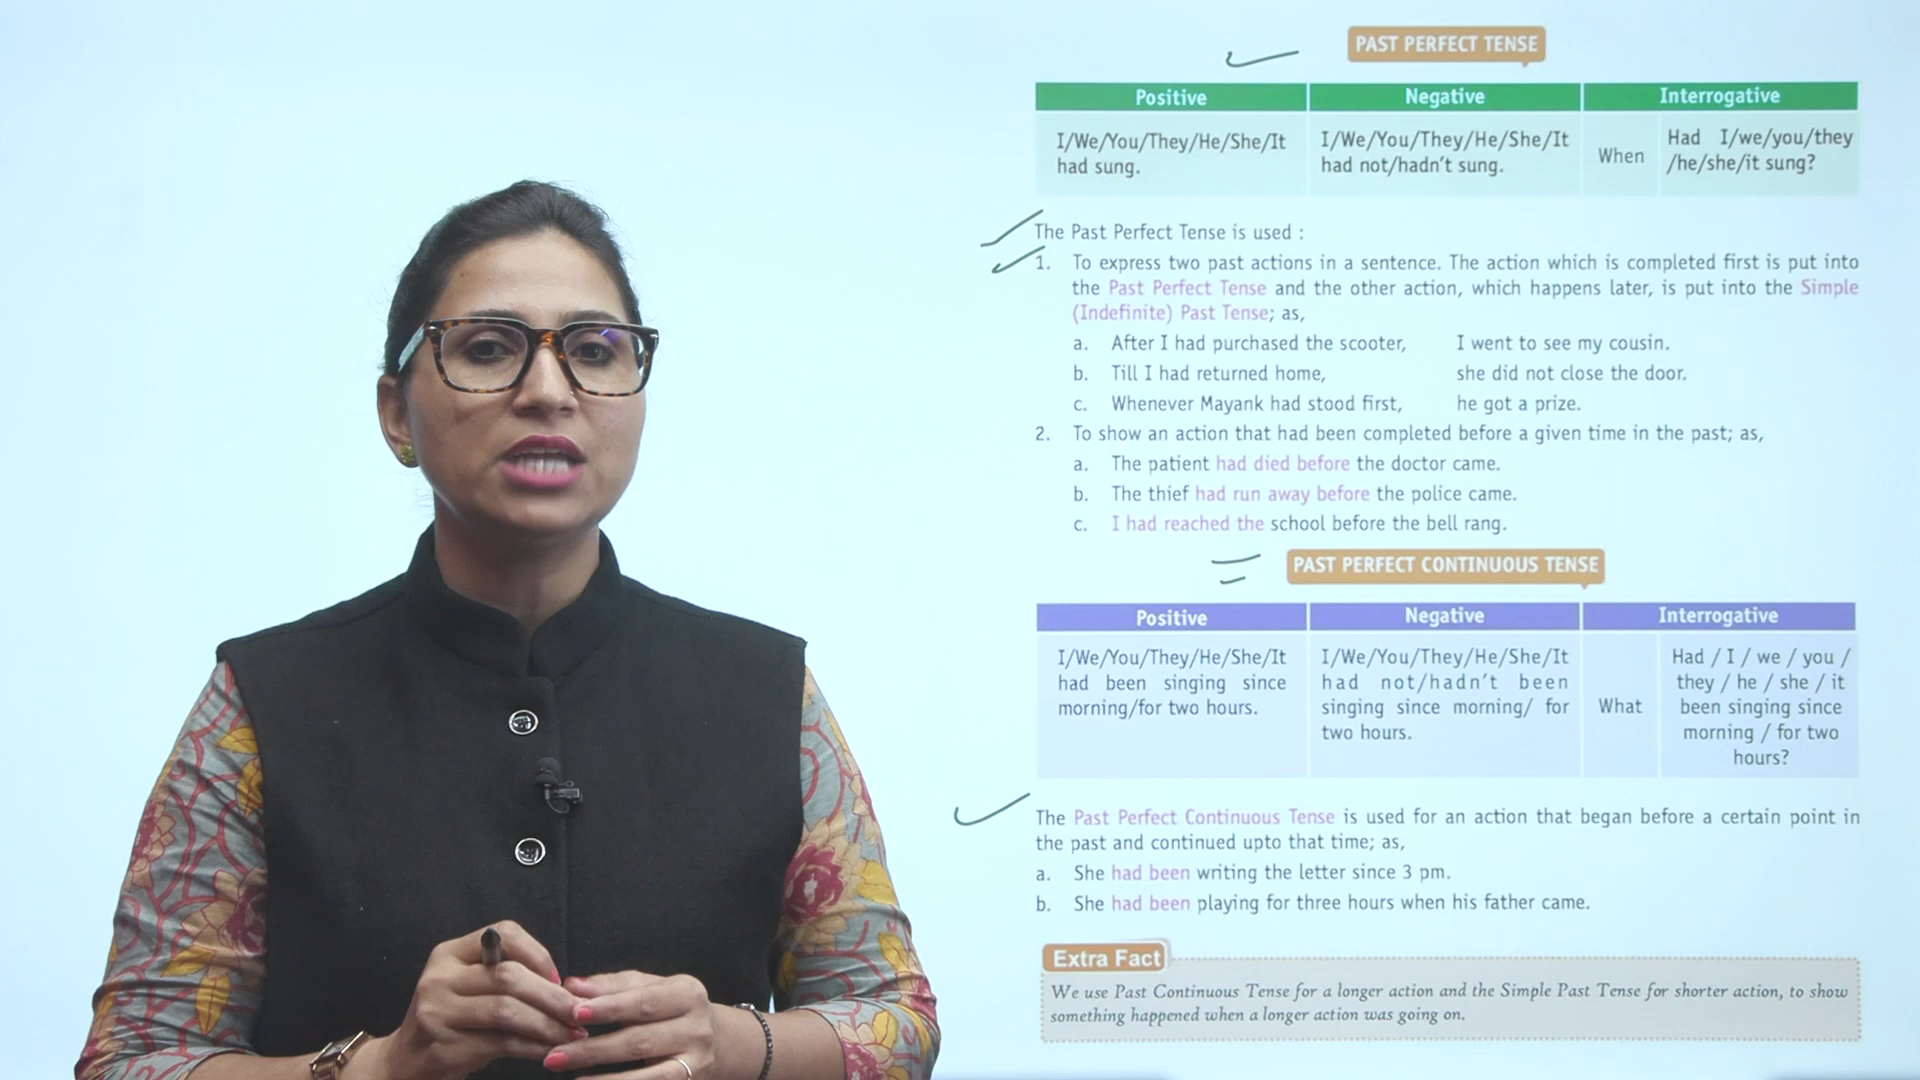 PAST PERFECT TENSE
Positive Negative Interrogative
I/We/You/They/He/She/It had sung.
I/We/You/They/He/She/It had not/hadn't sung.
When
Had I/we/you/they /he/she/it sung?
The Past Perfect Tense is used :
1. To express two past actions in a sentence. The action which is completed first is put into
the Past Perfect Tense and the other action, which happens later, is put into the Simple
(Indefinite) Past Tense; as,
a. After I had purchased the scooter, I went to see my cousin.
b. Till I had returned home, she did not close the door.
c. Whenever Mayank had stood first, he got a prize.
2. To show an action that had been completed before a given time in the past; as,
a. The patient had died before the doctor came.
b. The thief had run away before the police came.
c. I had reached the school before the bell rang.
PAST PERFECT CONTINUOUS TENSE
Positive Negative Interrogative
I/We/You/They/He/She/It
had been singing since
morning/for two hours.
I/We/You/They/He/She/It
had not/hadn't been
singing since morning/ for
two hours.
What
Had / I / we / you /
they / he / she / it
been singing since
morning / for two
hours?
The Past Perfect Continuous Tense is used for an action that began before a certain point in
the past and continued upto that time; as,
a. She had been writing the letter since 3 pm.
b. She had been playing for three hours when his father came.
Extra Fact
We use Past Continuous Tense for a longer action and the Simple Past Tense for shorter action, to show
something happened when a longer action was going on.